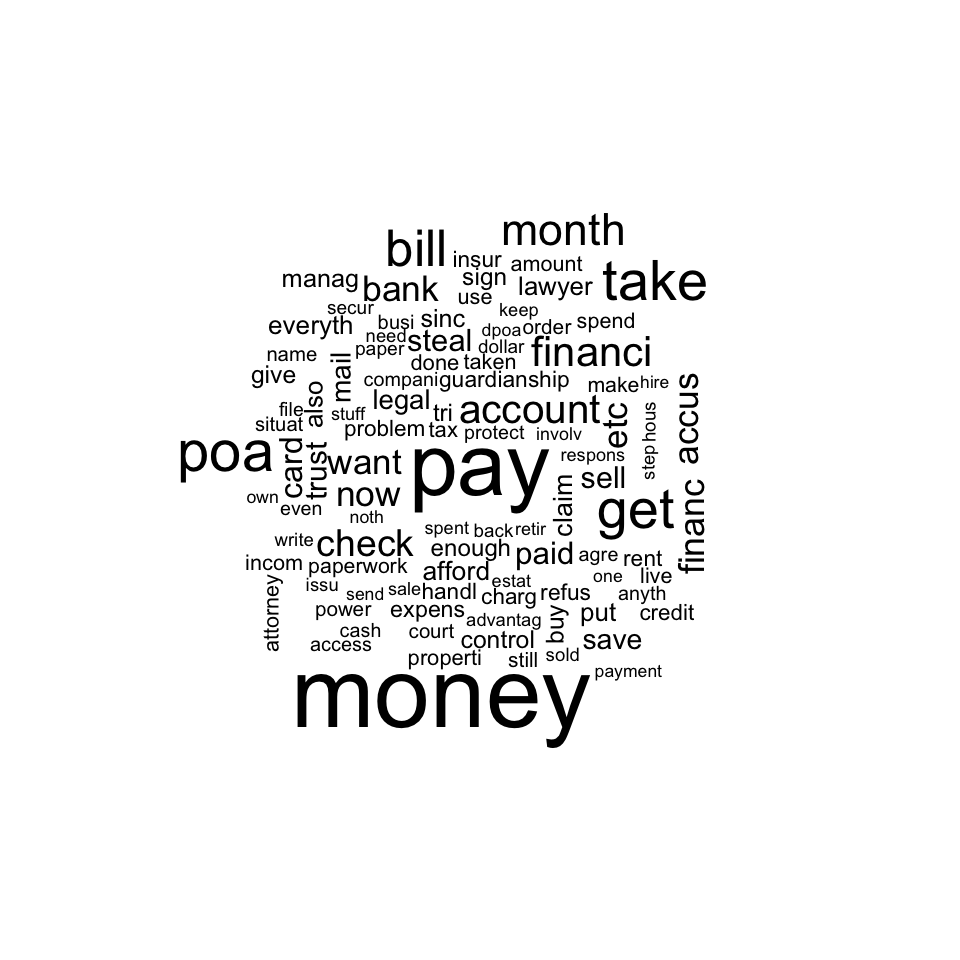 month
bill insur amount
manag bank sign lawyer take
use
secur keep
everyth busi sinc dpoa order spend
need
name paper steal dollar financi
give mail done taken
compani guardianship make hire
file also legal tri account etc accus
situat stuff
problem tax protect involv step hous
poa card trust want pay respons
now claim sell get financ
own even
noth
spent back retir
write check enough paid agre rent
incom paperwork afford estat one live
issu send sale handl charg refus anyth
attorney power expens advantag buy put credit
cash court control save
access
properti still sold
money payment